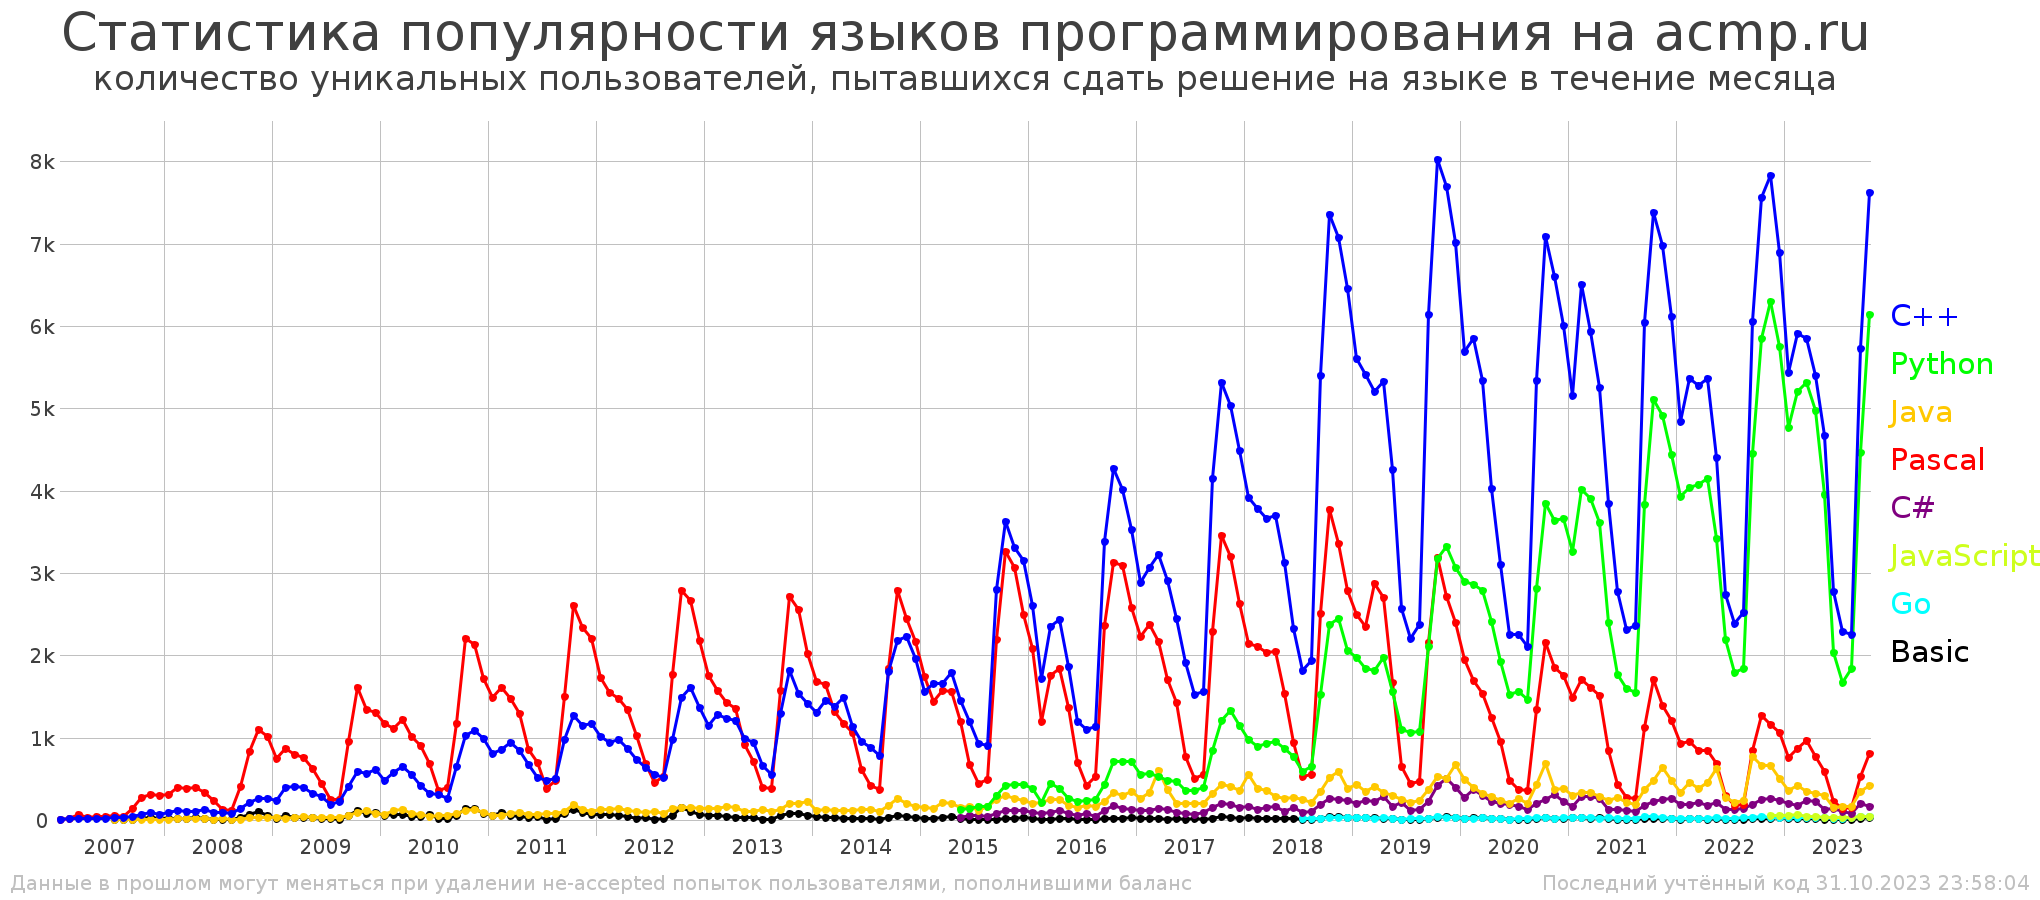 Статистика популярности языков программирования на acmp.ru
количество уникальных пользователей, пытавшихся сдать решение на языке в течение месяца
8k
7k
6k
5k
4k
3k
2k
1k
0
C++
Python
Java
Pascal
C#
JavaScript
Go
Basic
2007 2008 2009 2010 2011 2012 2013 2014 2015 2016 2017 2018 2019 2020 2021 2022 2023
Данные в прошлом могут меняться при удалении не-accepted попыток пользователями, пополнившими баланс
Последний учтённый код 31.10.2023 23:58:04